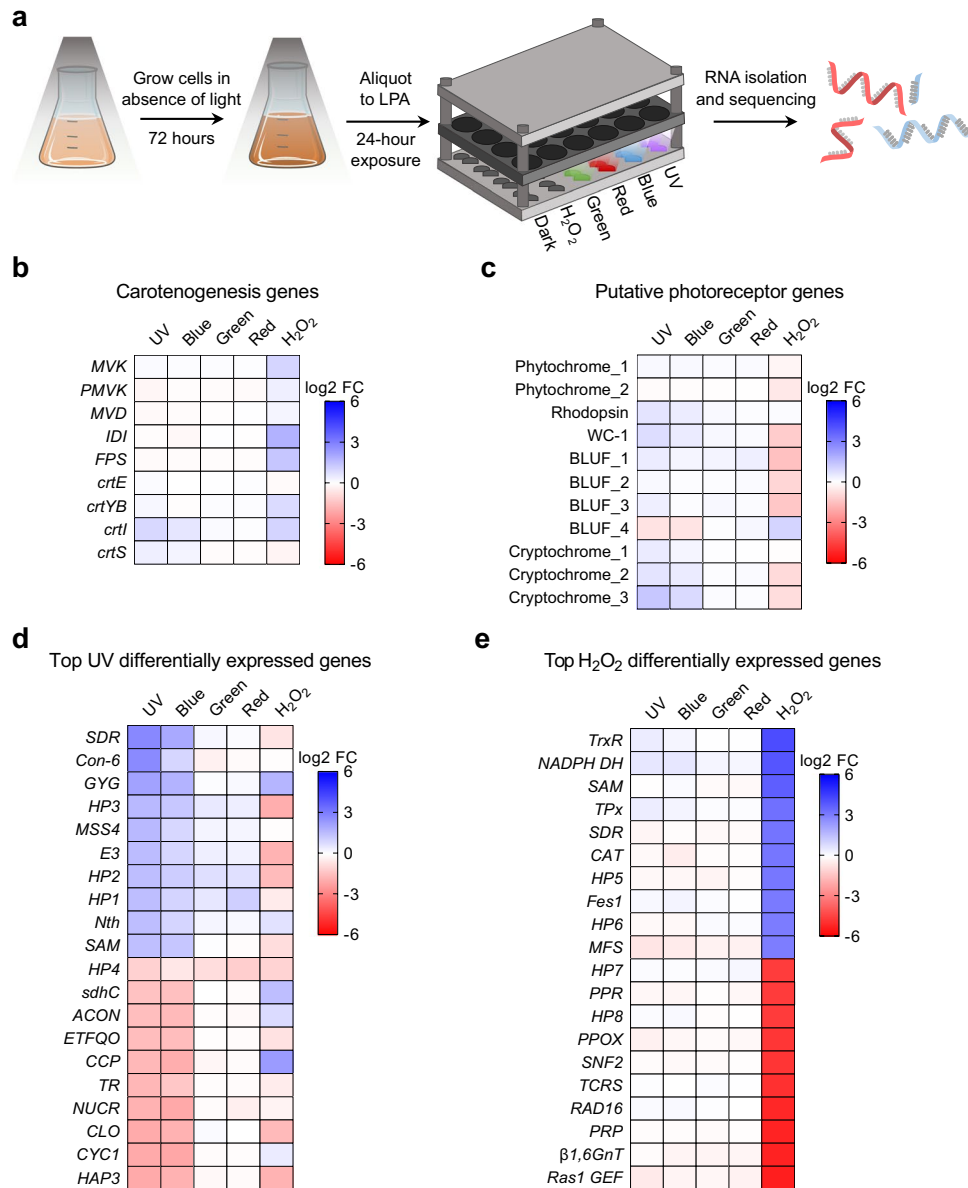 a
Grow cells in
absence of light
72 hours
Aliquot
to LPA
24-hour
exposure
RNA isolation
and sequencing
Dark
H2O2
Green
Red
Blue
UV
b
Carotenogenesis genes
UV Blue Green Red H2O2
MVK
PMVK
MVD
IDI
FPS
crtE
crtYB
crtI
crtS
log2 FC
6
3
0
-3
-6
c
Putative photoreceptor genes
UV Blue Green Red H2O2
Phytochrome_1
Phytochrome_2
Rhodopsin
WC-1
BLUF_1
BLUF_2
BLUF_3
BLUF_4
Cryptochrome_1
Cryptochrome_2
Cryptochrome_3
log2 FC
6
3
0
-3
-6
d
Top UV differentially expressed genes
UV Blue Green Red H2O2
SDR
Con-6
GYG
HP3
MSS4
E3
HP2
HP1
Nth
SAM
HP4
sdhC
ACON
ETFQO
CCP
TR
NUCR
CLO
CYC1
HAP3
log2 FC
6
3
0
-3
-6
e
Top H2O2 differentially expressed genes
UV Blue Green Red H2O2
TrxR
NADPH DH
SAM
TPx
SDR
CAT
HP5
Fes1
HP6
MFS
HP7
PPR
HP8
PPOX
SNF2
TCRS
RAD16
PRP
β1,6GnT
Ras1 GEF
log2 FC
6
3
0
-3
-6